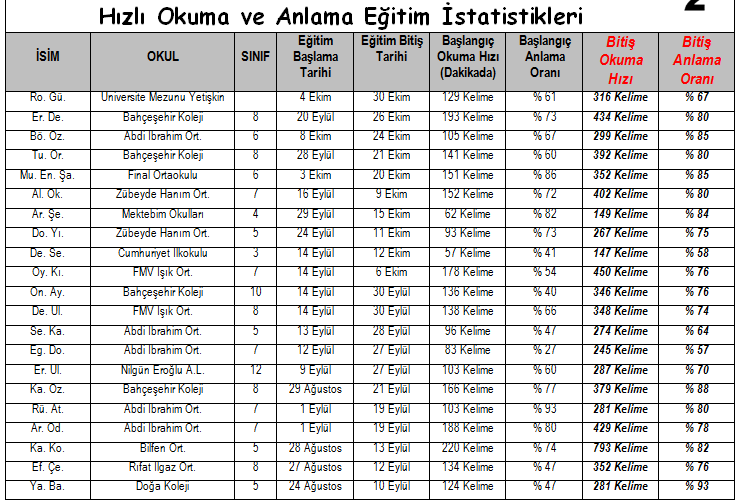 2
Hızlı Okuma ve Anlama Eğitim İstatistikleri
İSİM OKUL SINIF Eğitim Başlama Tarihi Eğitim Bitiş Tarihi Başlangıç Okuma Hızı (Dakikada) Başlangıç Anlama Oranı Bitiş Okuma Hızı Bitiş Anlama Oranı
Ro. Gü. Üniversite Mezunu Yetişkin 4 Ekim 30 Ekim 129 Kelime % 61 316 Kelime % 67
Er. De. Bahçeşehir Koleji 8 20 Eylül 26 Ekim 193 Kelime % 73 434 Kelime % 80
Bö. Öz. Abdi İbrahim Ort. 6 8 Ekim 24 Ekim 105 Kelime % 67 299 Kelime % 85
Tu. Or. Bahçeşehir Koleji 8 28 Eylül 21 Ekim 141 Kelime % 60 392 Kelime % 80
Mu. En. Şa. Final Ortaokulu 6 3 Ekim 20 Ekim 151 Kelime % 86 352 Kelime % 85
Al. Ok. Zübeyde Hanım Ort. 7 16 Eylül 9 Ekim 152 Kelime % 72 402 Kelime % 80
Ar. Şe. Mektebim Okulları 4 29 Eylül 15 Ekim 62 Kelime % 82 149 Kelime % 84
Do. Yı. Zübeyde Hanım Ort. 5 24 Eylül 11 Ekim 93 Kelime % 73 267 Kelime % 75
De. Se. Cumhuriyet İlkokulu 3 14 Eylül 12 Ekim 57 Kelime % 41 147 Kelime % 58
Oy. Kı. FMV Işık Ort. 7 14 Eylül 6 Ekim 178 Kelime % 54 450 Kelime % 76
On. Ay. Bahçeşehir Koleji 10 14 Eylül 30 Eylül 136 Kelime % 40 346 Kelime % 76
De. Ul. FMV Işık Ort. 8 14 Eylül 30 Eylül 138 Kelime % 66 348 Kelime % 74
Se. Ka. Abdi İbrahim Ort. 5 13 Eylül 28 Eylül 96 Kelime % 47 274 Kelime % 64
Eg. Do. Abdi İbrahim Ort. 7 12 Eylül 27 Eylül 83 Kelime % 27 245 Kelime % 57
Er. Ul. Nilgün Eroğlu A.L. 12 9 Eylül 27 Eylül 103 Kelime % 60 287 Kelime % 70
Ka. Öz. Bahçeşehir Koleji 8 29 Ağustos 21 Eylül 166 Kelime % 77 379 Kelime % 88
Rü. At. Abdi İbrahim Ort. 7 1 Eylül 19 Eylül 103 Kelime % 93 281 Kelime % 80
Ar. Od. Abdi İbrahim Ort. 7 1 Eylül 19 Eylül 188 Kelime % 80 429 Kelime % 78
Ka. Ko. Bilfen Ort. 5 28 Ağustos 13 Eylül 220 Kelime % 74 793 Kelime % 82
Ef. Çe. Rıfat Ilgaz Ort. 8 27 Ağustos 12 Eylül 134 Kelime % 47 352 Kelime % 76
Ya. Ba. Doğa Koleji 5 24 Ağustos 10 Eylül 124 Kelime % 47 281 Kelime % 93